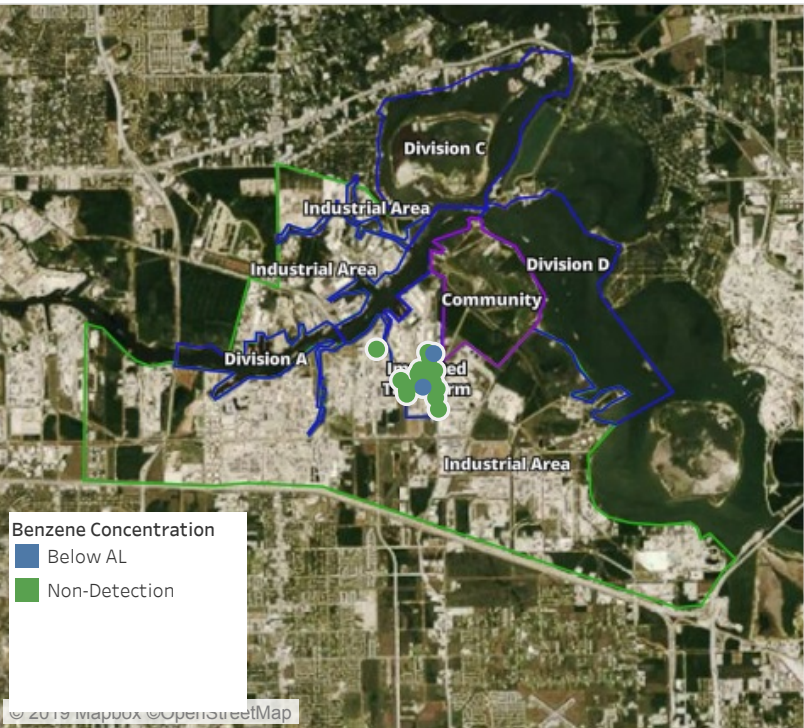 Division C
Industrial Area
Division D
Industrial Area
Community
Division A
Industrial Area
Benzene Concentration
Below AL
Non-Detection
© 2019 Mapbox ©OpenStreetMap